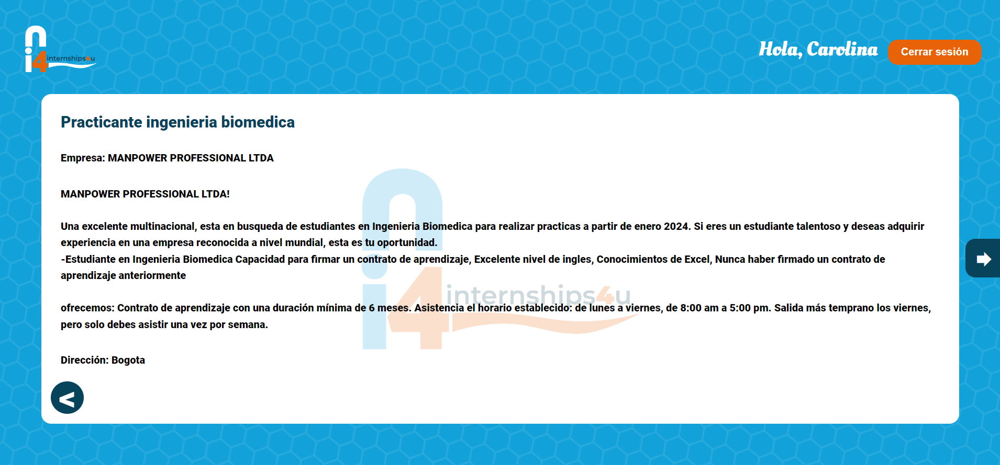 internships4u
Hola, Carolina
Cerrar sesión
Practicante ingenieria biomedica
Empresa: MANPOWER PROFESSIONAL LTDA
MANPOWER PROFESSIONAL LTDA!
Una excelente multinacional, esta en busqueda de estudiantes en Ingenieria Biomedica para realizar practicas a partir de enero 2024. Si eres un estudiante talentoso y deseas adquirir
experiencia en una empresa reconocida a nivel mundial, esta es tu oportunidad.
-Estudiante en Ingenieria Biomedica Capacidad para firmar un contrato de aprendizaje, Excelente nivel de ingles, Conocimientos de Excel, Nunca haber firmado un contrato de
aprendizaje anteriormente
internships4u
ofrecemos: Contrato de aprendizaje con una duración mínima de 6 meses. Asistencia el horario establecido: de lunes a viernes, de 8:00 am a 5:00 pm. Salida más temprano los viernes,
pero solo debes asistir una vez por semana.
Dirección: Bogota
<